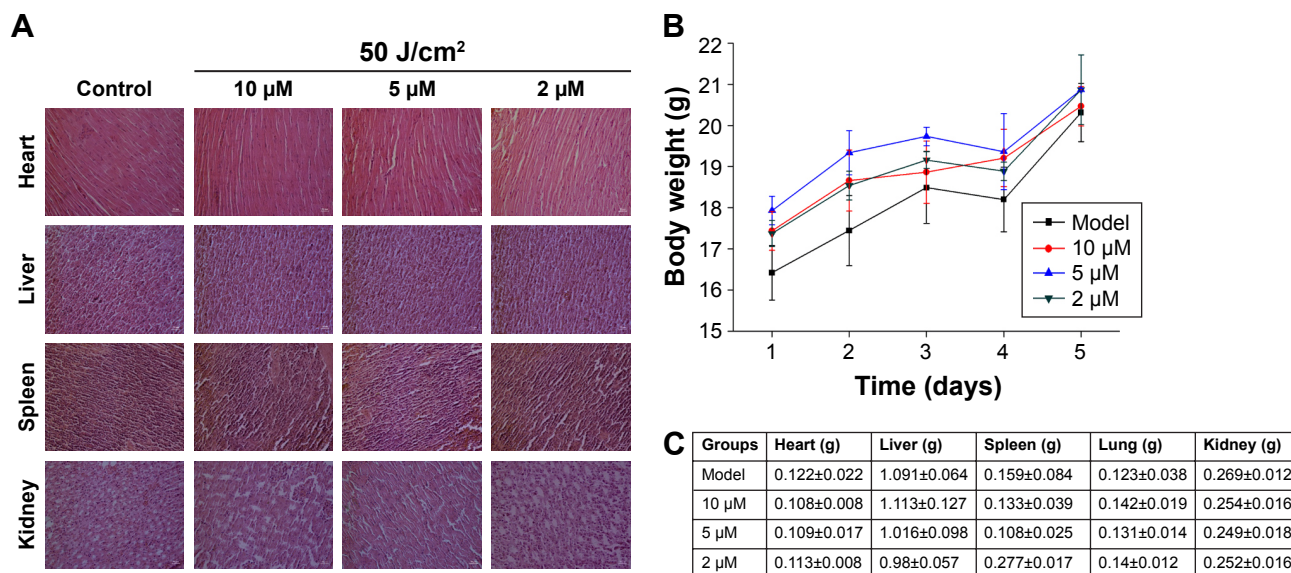 A
50 J/cm²
Control 10 µM 5 µM 2 µM
Heart
Liver
Spleen
Kidney
B
Body weight (g)
22
21
20
19
18
17
16
15
1 2 3 4 5
Time (days)
Model
10 µM
5 µM
2 µM
C
Groups Heart (g) Liver (g) Spleen (g) Lung (g) Kidney (g)
Model 0.122±0.022 1.091±0.064 0.159±0.084 0.123±0.038 0.269±0.012
10 µM 0.108±0.008 1.113±0.127 0.133±0.039 0.142±0.019 0.254±0.016
5 µM 0.109±0.017 1.016±0.098 0.108±0.025 0.131±0.014 0.249±0.018
2 µM 0.113±0.008 0.98±0.057 0.277±0.017 0.14±0.012 0.252±0.016